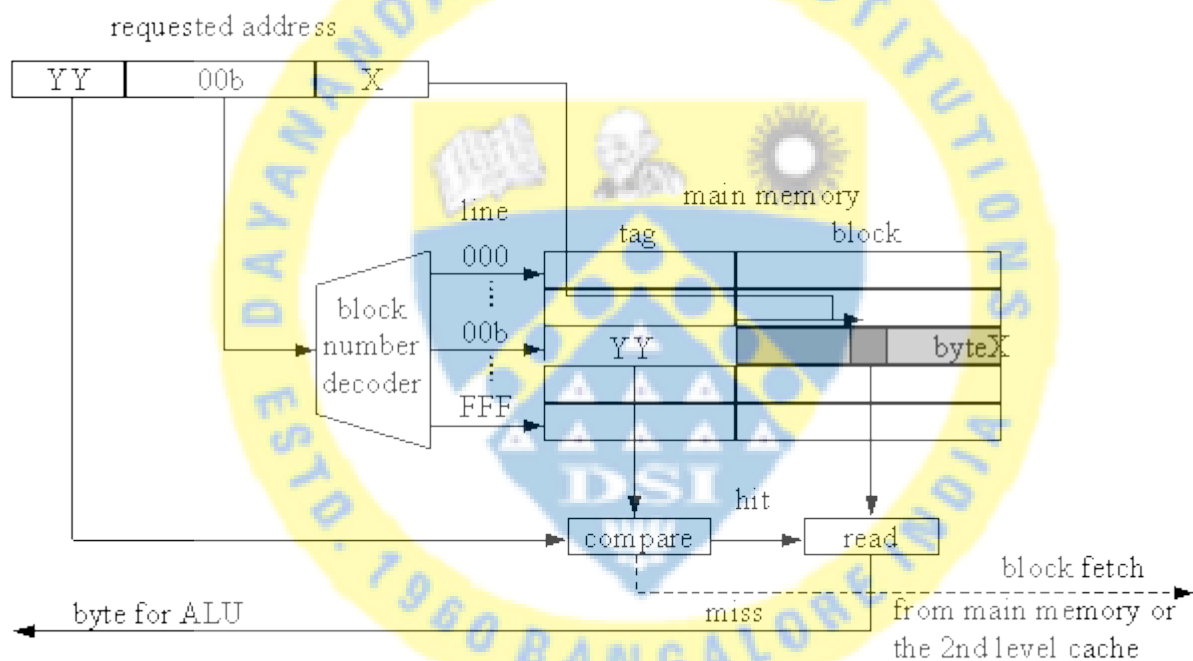 requested address
YY 00b X
main memory
line
tag block
000
block
number
decoder
00b
YY
byteX
FFF
hit
compare
read
block fetch
miss
from main memory or
the 2nd level cache
byte for ALU
DAYANANDA
INSTITUTIONS
ESTD. 1960 BANGALORE INDIA
DSI